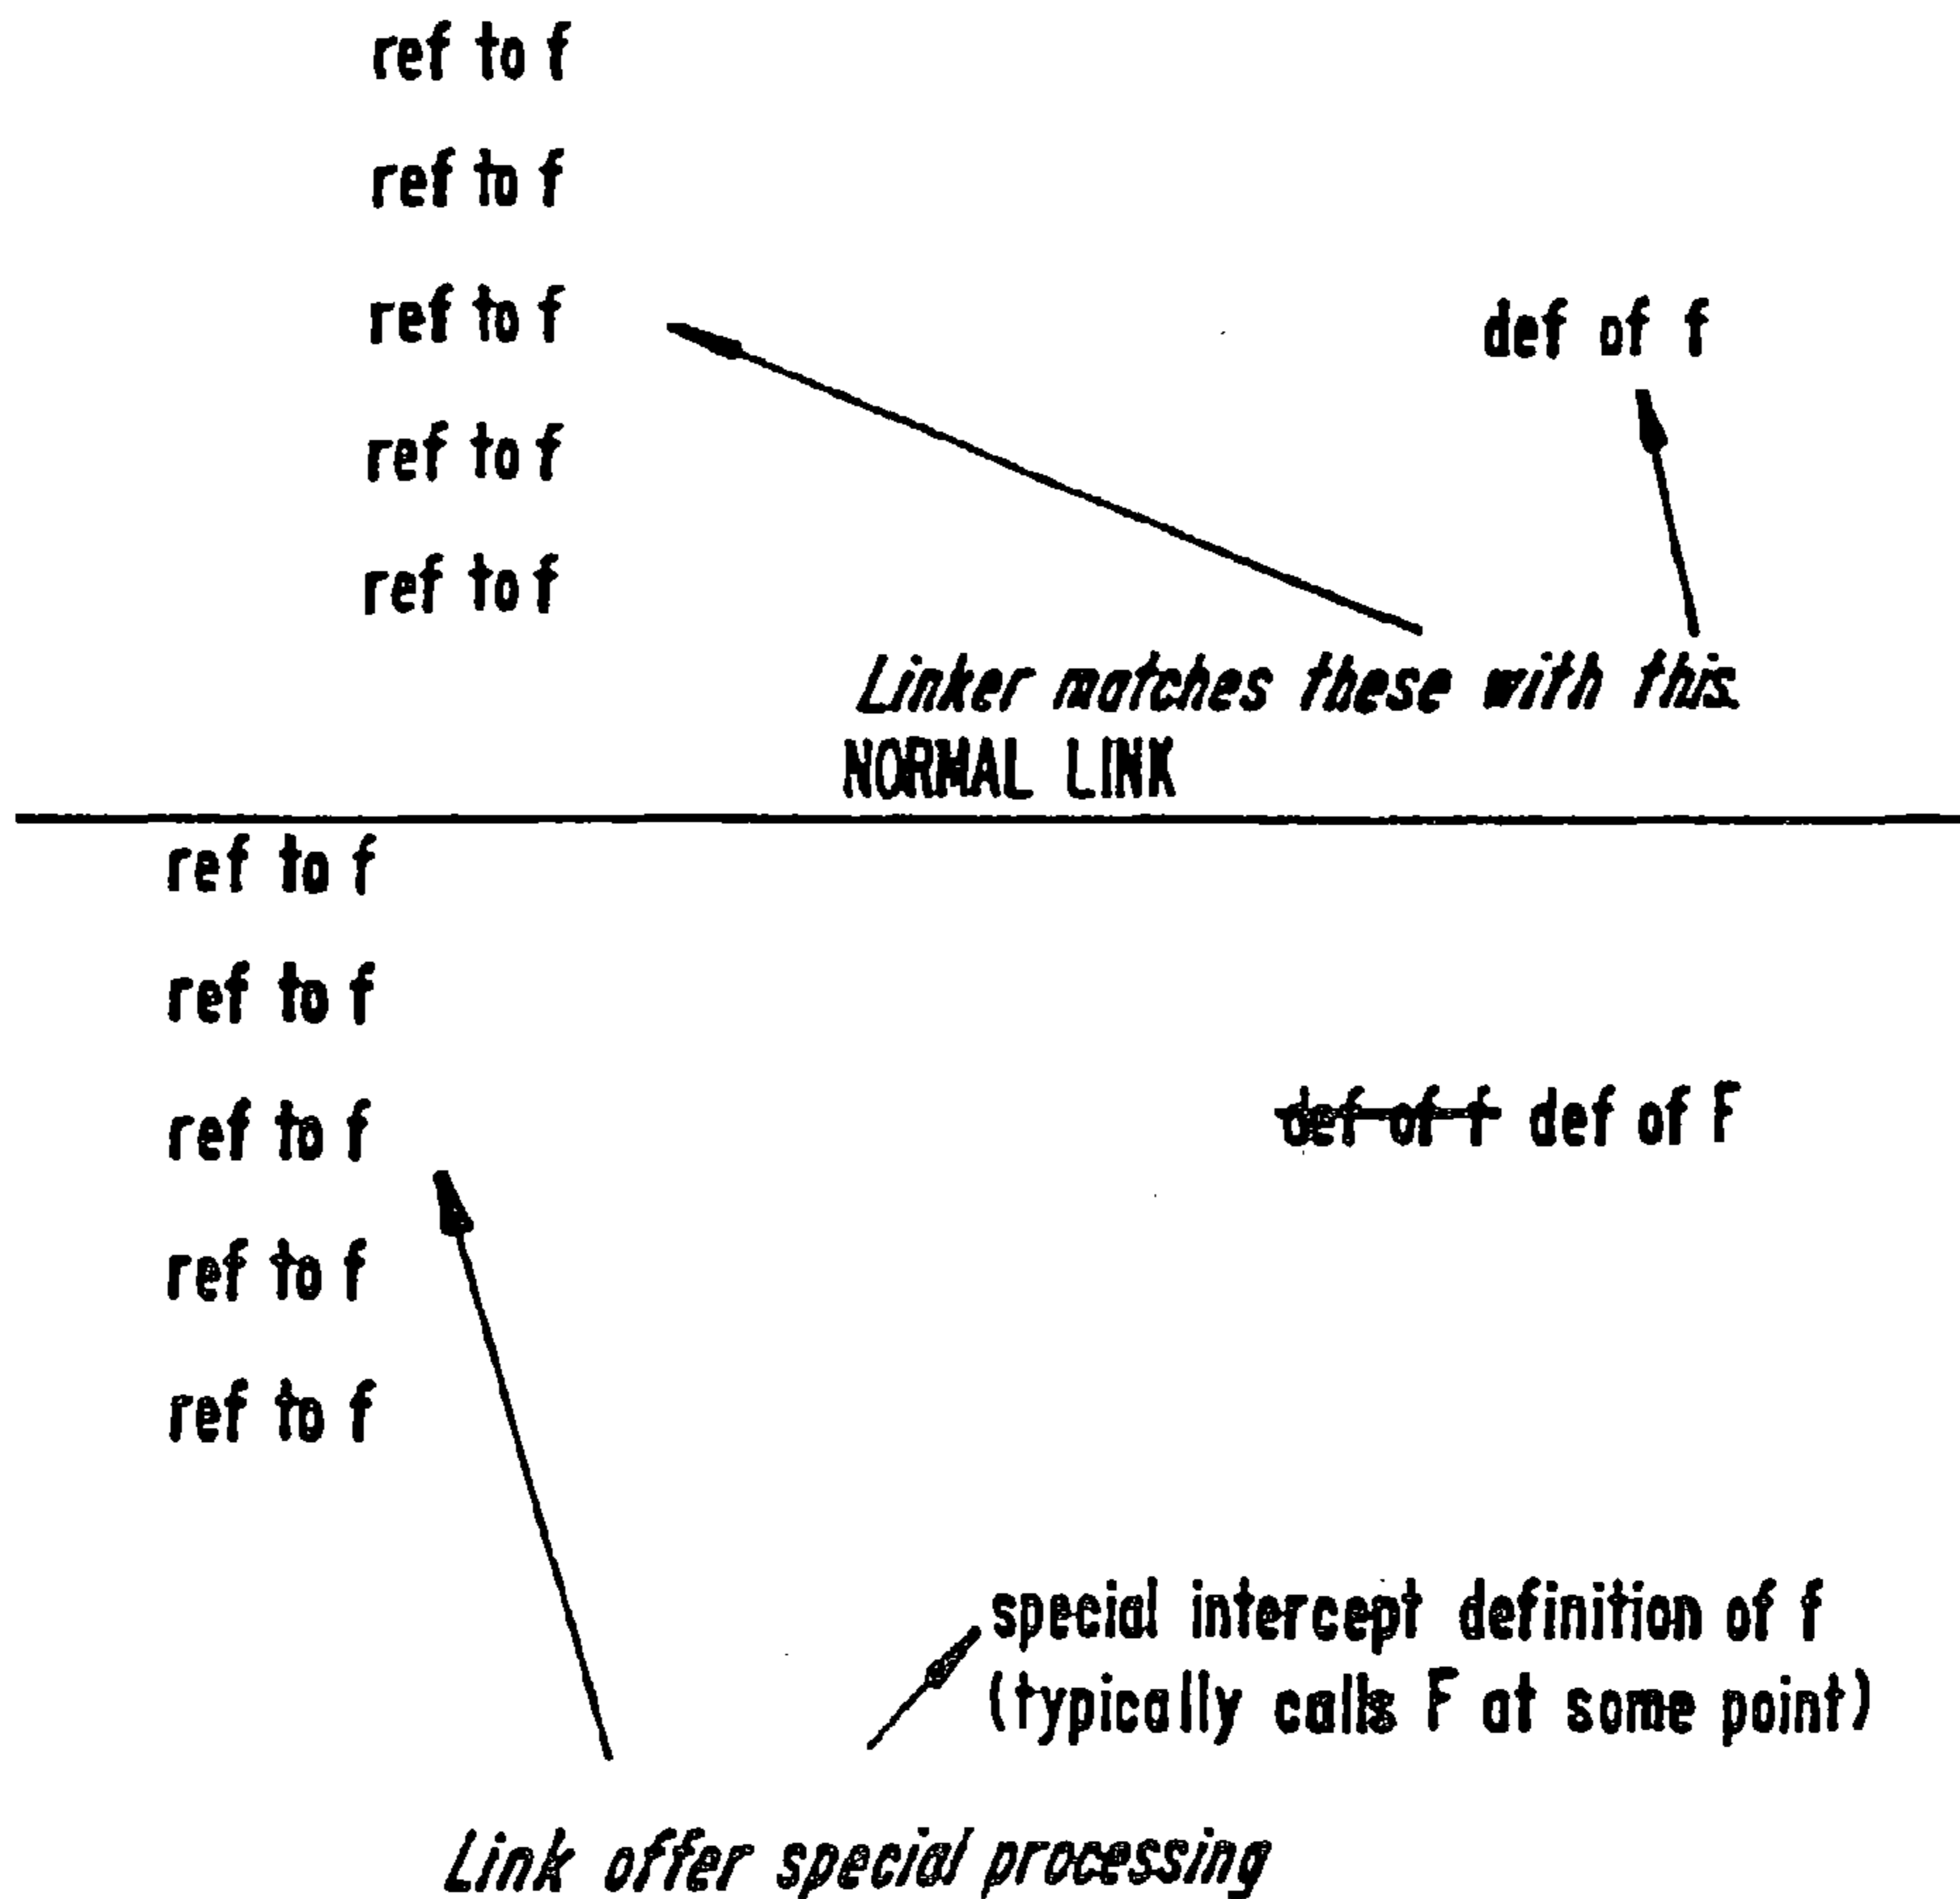 ref to f
ref to f
ref to f
def of f
ref to f
ref to f
Linker matches these with this.
NORMAL LINK
ref to f
ref to f
ref to f
def of f def of F
ref to f
ref to f
special intercept definition of f
(typically calls F at some point)
Link offer special processing